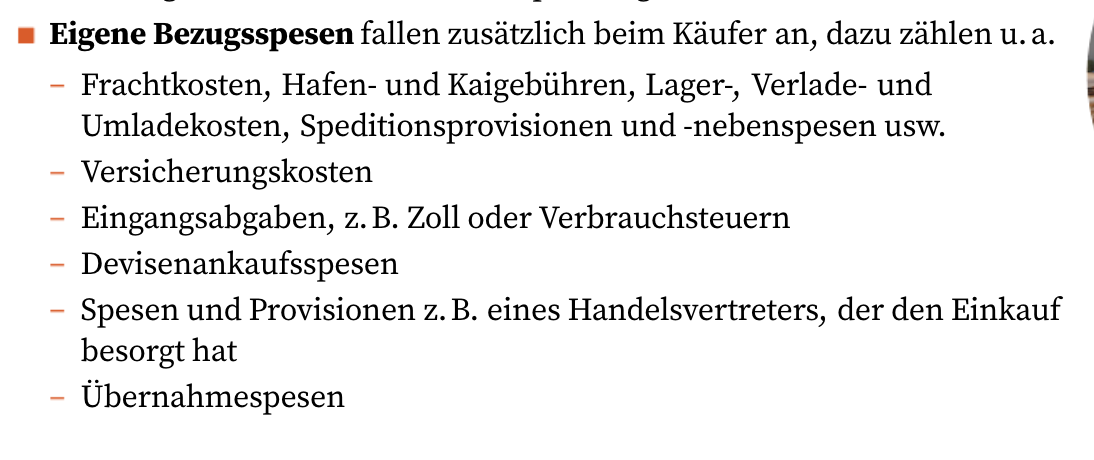 ■ Eigene Bezugsspesen fallen zusätzlich beim Käufer an, dazu zählen u. a.
– Frachtkosten, Hafen- und Kaigebühren, Lager-, Verlade- und
Umladekosten, Speditionsprovisionen und -nebenspesen usw.
– Versicherungskosten
– Eingangsabgaben, z. B. Zoll oder Verbrauchsteuern
– Devisenankaufsspesen
– Spesen und Provisionen z. B. eines Handelsvertreters, der den Einkauf
besorgt hat
– Übernahmespesen